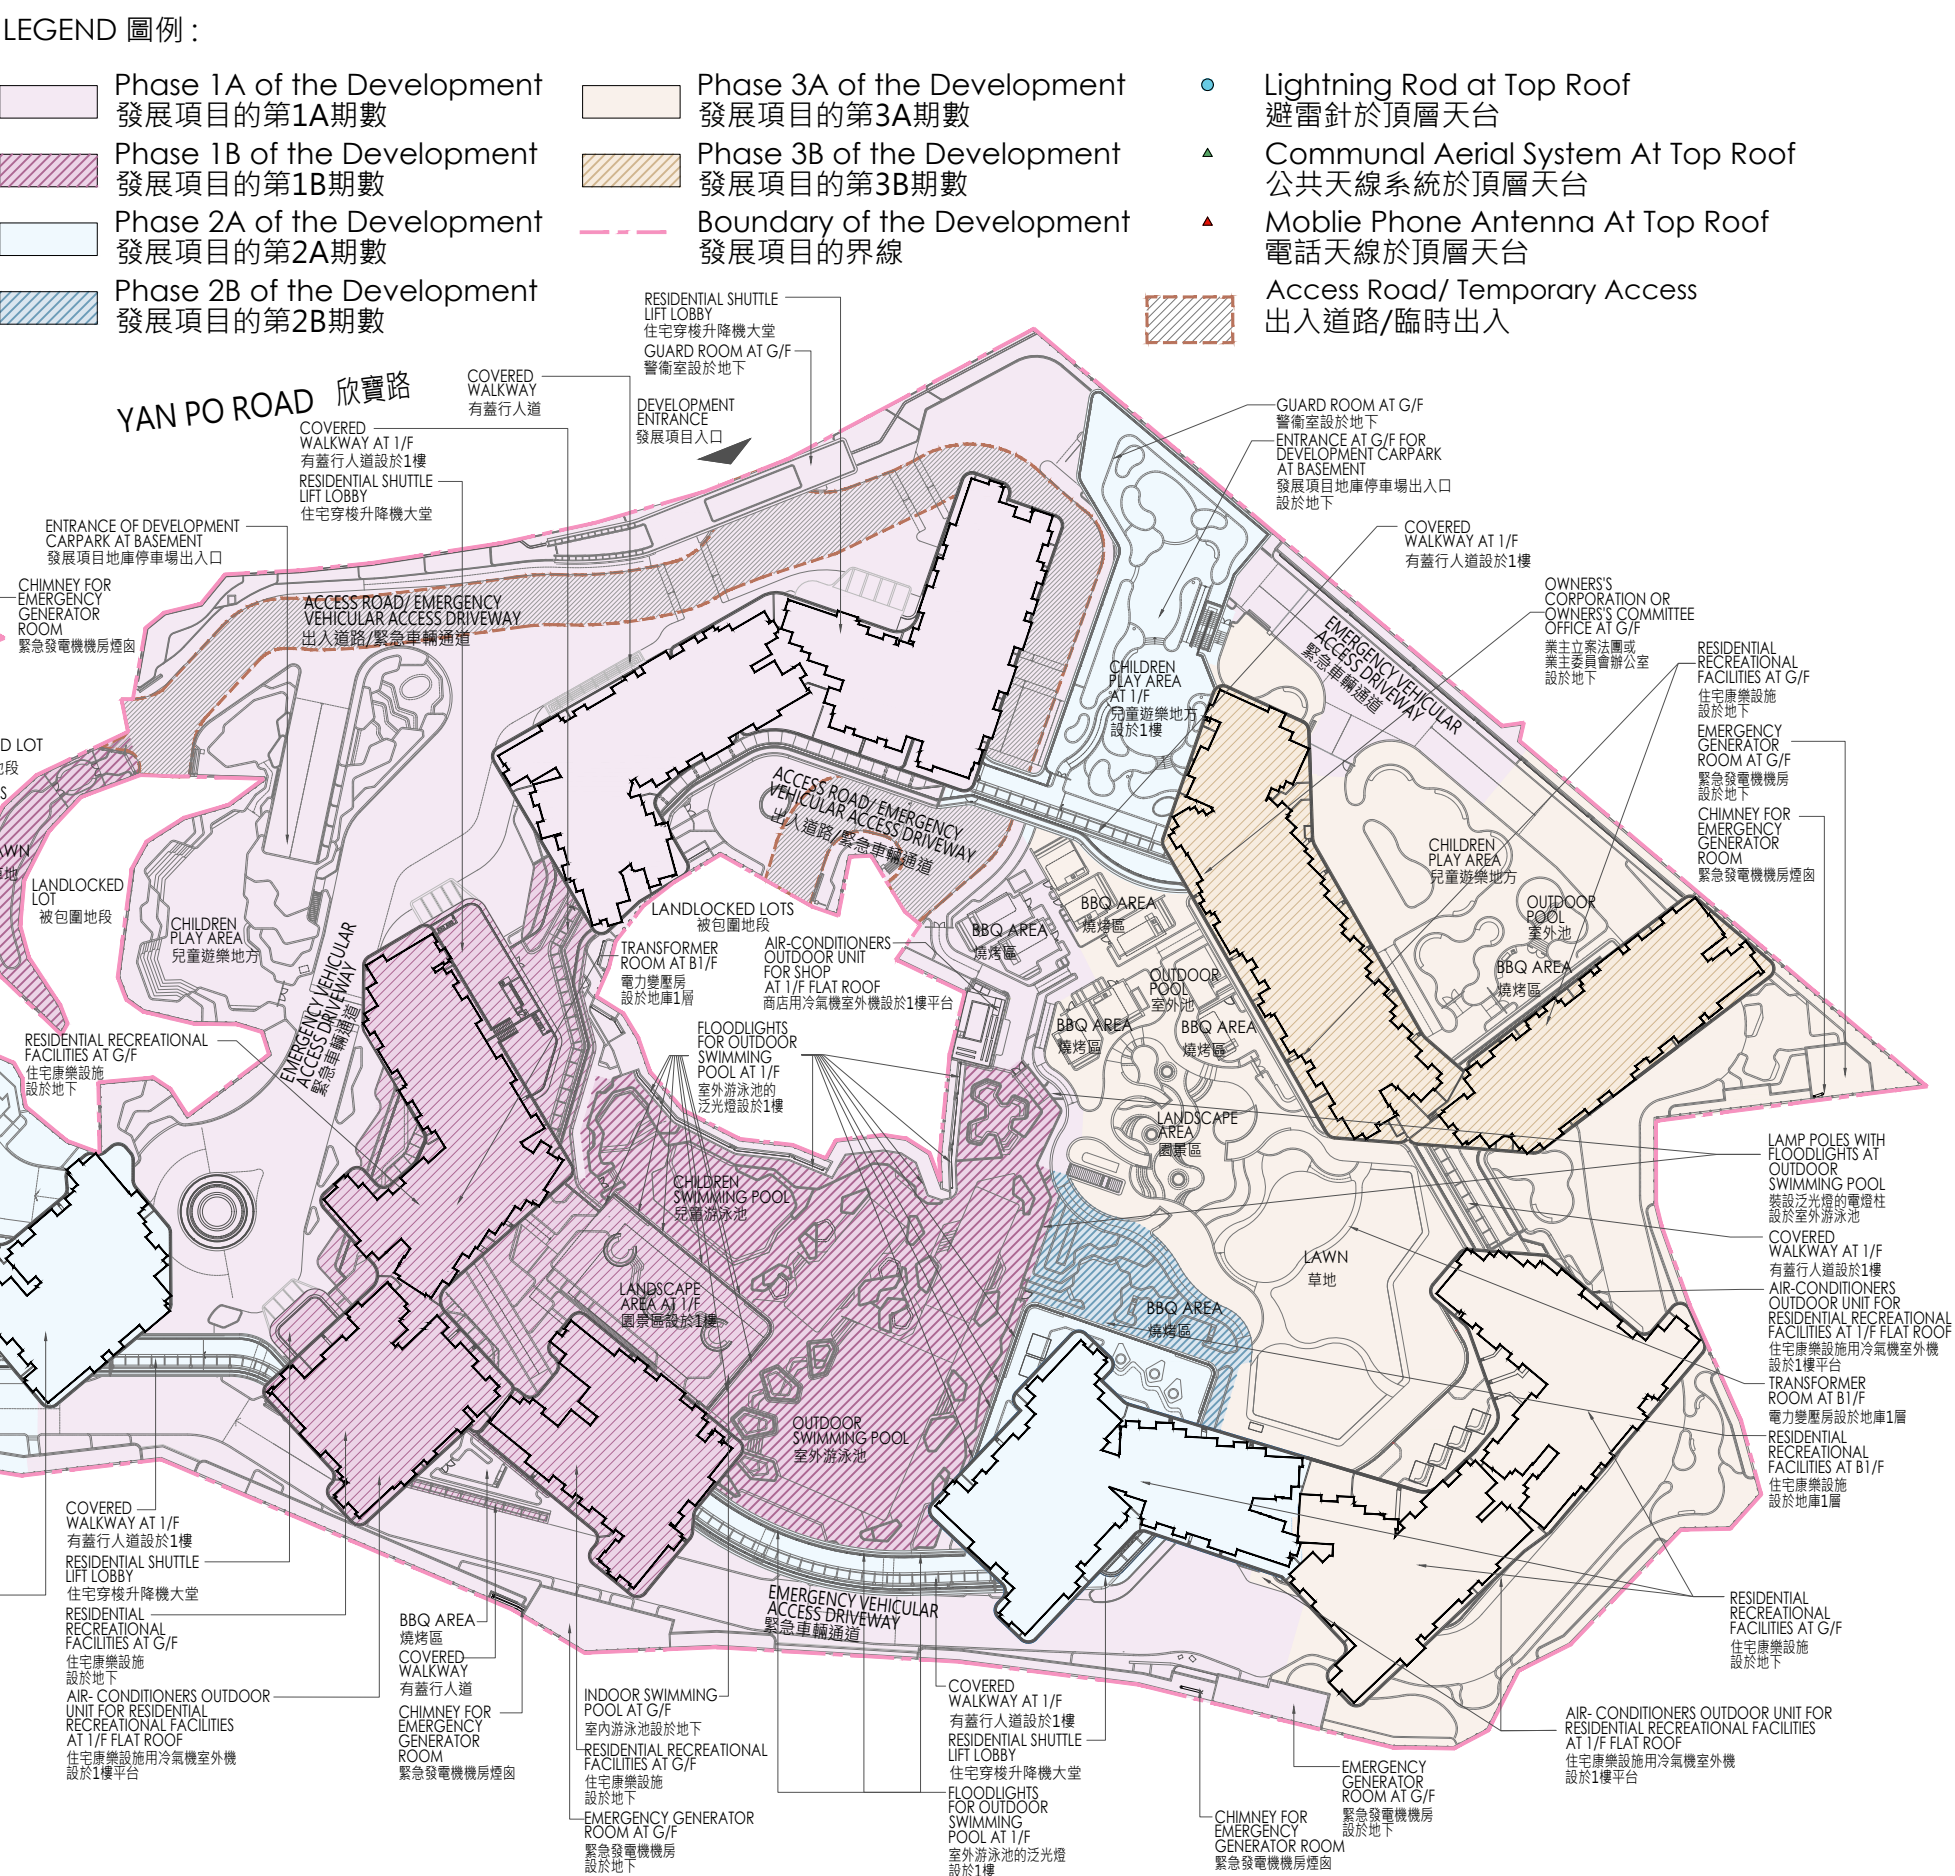 LEGEND 圖例 :
Phase 1A of the Development
發展項目的第1A期數
Phase 1B of the Development
發展項目的第1B期數
Phase 2A of the Development
發展項目的第2A期數
Phase 2B of the Development
發展項目的第2B期數
Phase 3A of the Development
發展項目的第3A期數
Phase 3B of the Development
發展項目的第3B期數
Boundary of the Development
發展項目的界線
Lightning Rod at Top Roof
避雷針於頂層天台
Communal Aerial System At Top Roof
公共天線系統於頂層天台
Moblie Phone Antenna At Top Roof
電話天線於頂層天台
Access Road/ Temporary Access
出入道路/臨時出入
RESIDENTIAL SHUTTLE
LIFT LOBBY
住宅穿梭升降機大堂
GUARD ROOM AT G/F
警衞室設於地下
DEVELOPMENT
ENTRANCE
發展項目入口
YAN PO ROAD 欣寶路
COVERED
WALKWAY
有蓋行人道
COVERED
WALKWAY AT 1/F
有蓋行人道設於1樓
RESIDENTIAL SHUTTLE
LIFT LOBBY
住宅穿梭升降機大堂
ENTRANCE OF DEVELOPMENT
CARPARK AT BASEMENT
發展項目地庫停車場出入口
CHIMNEY FOR
EMERGENCY
GENERATOR
ROOM
緊急發電機機房煙囪
ACCESS ROAD/ EMERGENCY
VEHICULAR ACCESS DRIVEWAY
出入道路/緊急車輛通道
GUARD ROOM AT G/F
警衞室設於地下
ENTRANCE AT G/F FOR
DEVELOPMENT CARPARK
AT BASEMENT
發展項目地庫停車場出入口
設於地下
COVERED
WALKWAY AT 1/F
有蓋行人道設於1樓
OWNERS'S
CORPORATION OR
OWNERS'S COMMITTEE
OFFICE AT G/F
業主立案法團或
業主委員會辦公室
設於地下
RESIDENTIAL
RECREATIONAL
FACILITIES AT G/F
住宅康樂設施
設於地下
EMERGENCY
GENERATOR
ROOM AT G/F
緊急發電機機房
設於地下
CHIMNEY FOR
EMERGENCY
GENERATOR
ROOM
緊急發電機機房煙囪
EMERGENCY VEHICULAR
ACCESS DRIVEWAY
緊急車輛通道
CHILDREN
PLAY AREA
AT 1/F
兒童遊樂地方
設於1樓
D LOT
地段
S
AWN
草地
LANDLOCKED
LOT
被包圍地段
CHILDREN
PLAY AREA
兒童遊樂地方
EMERGENCY VEHICULAR
ACCESS DRIVEWAY
緊急車輛通道
ACCESS ROAD/ EMERGENCY
VEHICULAR ACCESS DRIVEWAY
出入道路/緊急車輛通道
LANDLOCKED LOTS
被包圍地段
TRANSFORMER
ROOM AT B1/F
電力變壓房
設於地庫1層
AIR-CONDITIONERS
OUTDOOR UNIT
FOR SHOP
AT 1/F FLAT ROOF
商店用冷氣機室外機設於1樓平台
FLOODLIGHTS
FOR OUTDOOR
SWIMMING
POOL AT 1/F
室外游泳池的
泛光燈設於1樓
BBQ AREA
燒烤區
BBQ AREA
燒烤區
OUTDOOR
POOL
室外池
BBQ AREA
燒烤區
BBQ AREA
燒烤區
CHILDREN
PLAY AREA
兒童遊樂地方
OUTDOOR
POOL
室外池
BBQ AREA
燒烤區
LANDSCAPE
AREA
園景區
RESIDENTIAL RECREATIONAL
FACILITIES AT G/F
住宅康樂設施
設於地下
CHILDREN
SWIMMING POOL
兒童游泳池
LANDSCAPE
AREA AT 1/F
園景區設於1樓
LAWN
草地
BBQ AREA
燒烤區
OUTDOOR
SWIMMING POOL
室外游泳池
LAMP POLES WITH
FLOODLIGHTS AT
OUTDOOR
SWIMMING POOL
裝設泛光燈的電燈柱
設於室外游泳池
COVERED
WALKWAY AT 1/F
有蓋行人道設於1樓
AIR-CONDITIONERS
OUTDOOR UNIT FOR
RESIDENTIAL RECREATIONAL
FACILITIES AT 1/F FLAT ROOF
住宅康樂設施用冷氣機室外機
設於1樓平台
TRANSFORMER
ROOM AT B1/F
電力變壓房設於地庫1層
RESIDENTIAL
RECREATIONAL
FACILITIES AT B1/F
住宅康樂設施
設於地庫1層
COVERED
WALKWAY AT 1/F
有蓋行人道設於1樓
RESIDENTIAL SHUTTLE
LIFT LOBBY
住宅穿梭升降機大堂
RESIDENTIAL
RECREATIONAL
FACILITIES AT G/F
住宅康樂設施
設於地下
AIR- CONDITIONERS OUTDOOR
UNIT FOR RESIDENTIAL
RECREATIONAL FACILITIES
AT 1/F FLAT ROOF
住宅康樂設施用冷氣機室外機
設於1樓平台
BBQ AREA
燒烤區
COVERED
WALKWAY
有蓋行人道
CHIMNEY FOR
EMERGENCY
GENERATOR
ROOM
緊急發電機機房煙囪
EMERGENCY VEHICULAR
ACCESS DRIVEWAY
緊急車輛通道
INDOOR SWIMMING
POOL AT G/F
室內游泳池設於地下
RESIDENTIAL RECREATIONAL
FACILITIES AT G/F
住宅康樂設施
設於地下
EMERGENCY GENERATOR
ROOM AT G/F
緊急發電機機房
設於地下
COVERED
WALKWAY AT 1/F
有蓋行人道設於1樓
RESIDENTIAL SHUTTLE
LIFT LOBBY
住宅穿梭升降機大堂
FLOODLIGHTS
FOR OUTDOOR
SWIMMING
POOL AT 1/F
室外游泳池的泛光燈
設於1樓
CHIMNEY FOR
EMERGENCY
GENERATOR ROOM
緊急發電機機房煙囪
EMERGENCY
GENERATOR
ROOM AT G/F
緊急發電機機房
設於地下
RESIDENTIAL
RECREATIONAL
FACILITIES AT G/F
住宅康樂設施
設於地下
AIR- CONDITIONERS OUTDOOR UNIT FOR
RESIDENTIAL RECREATIONAL FACILITIES
AT 1/F FLAT ROOF
住宅康樂設施用冷氣機室外機
設於1樓平台